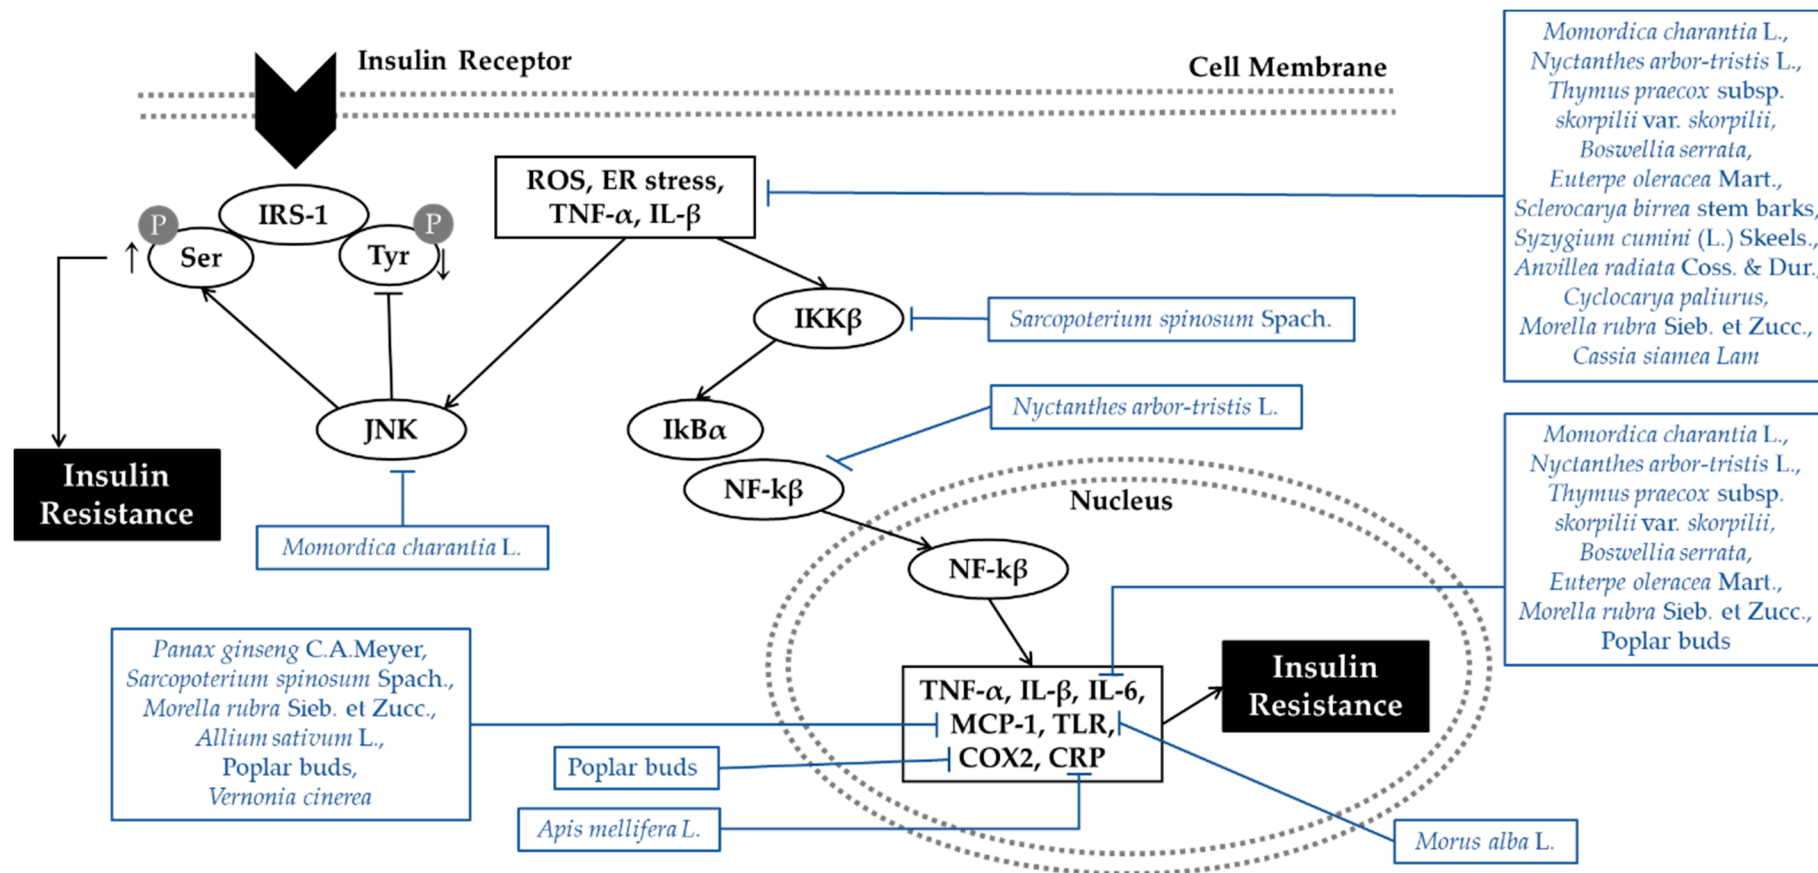 Insulin Receptor
Cell Membrane
Momordica charantia L.,
Nyctanthes arbor-tristis L.,
Thymus praecox subsp.
skorpilii var. skorpilii,
Boswellia serrata,
Euterpe oleracea Mart.,
Sclerocarya birrea stem barks,
Syzygium cumini (L.) Skeels.,
Anvillea radiata Coss. & Dur.,
Cyclocarya paliurus,
Morella rubra Sieb. et Zucc.,
Cassia siamea Lam
ROS, ER stress,
TNF-α, IL-β
IRS-1
P
P
↑ Ser
Tyr ↓
IKKβ
Sarcopoterium spinosum Spach.
JNK
IkBα
Nyctanthes arbor-tristis L.
NF-kβ
Insulin
Resistance
Momordica charantia L.
Nucleus
NF-kβ
Momordica charantia L.,
Nyctanthes arbor-tristis L.,
Thymus praecox subsp.
skorpilii var. skorpilii,
Boswellia serrata,
Euterpe oleracea Mart.,
Morella rubra Sieb. et Zucc.,
Poplar buds
Panax ginseng C.A.Meyer,
Sarcopoterium spinosum Spach.,
Morella rubra Sieb. et Zucc.,
Allium sativum L.,
Poplar buds,
Vernonia cinerea
TNF-α, IL-β, IL-6,
MCP-1, TLR,
COX2, CRP
Insulin
Resistance
Poplar buds
Apis mellifera L.
Morus alba L.